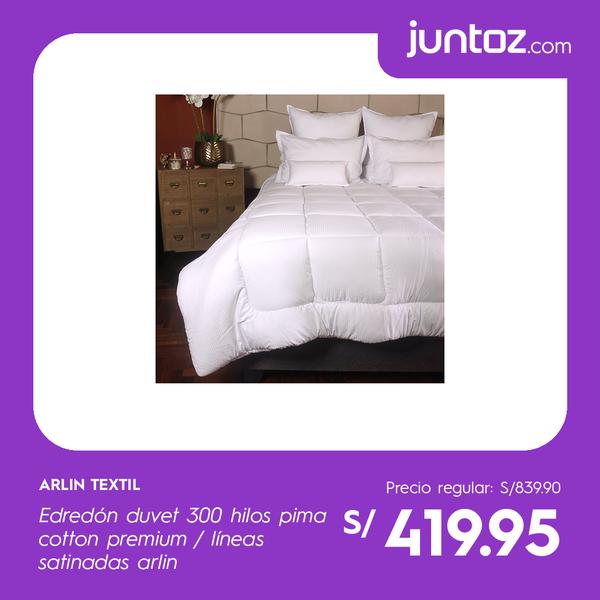 juntoz.com
ARLIN TEXTIL
Edredón duvet 300 hilos pima
cotton premium / líneas
satinadas arlin
Precio regular: S/839.90
S/ 419.95